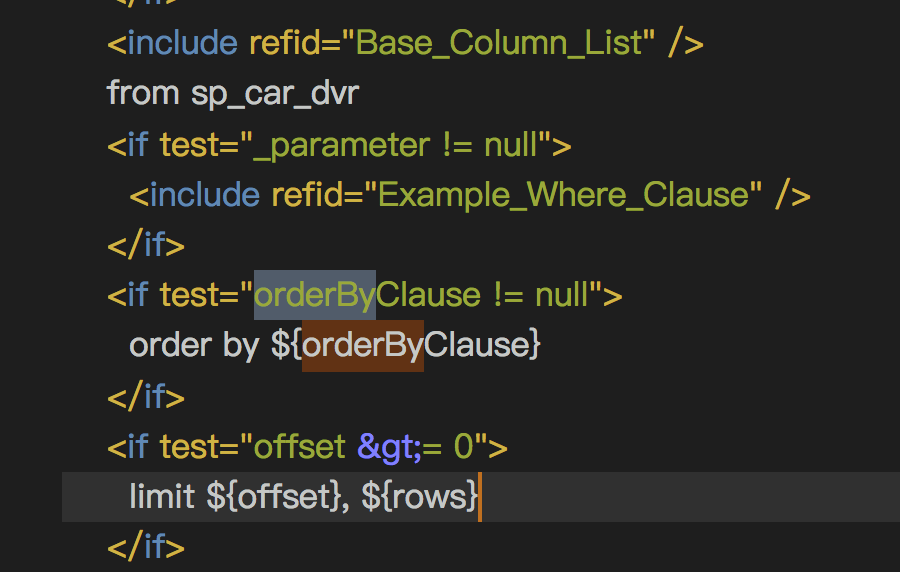 </if>
<include refid="Base_Column_List" />
from sp_car_dvr
<if test="_parameter != null">
<include refid="Example_Where_Clause" />
</if>
<if test="orderByClause != null">
order by ${orderByClause}
</if>
<if test="offset &gt;= 0">
limit ${offset}, ${rows}
</if>